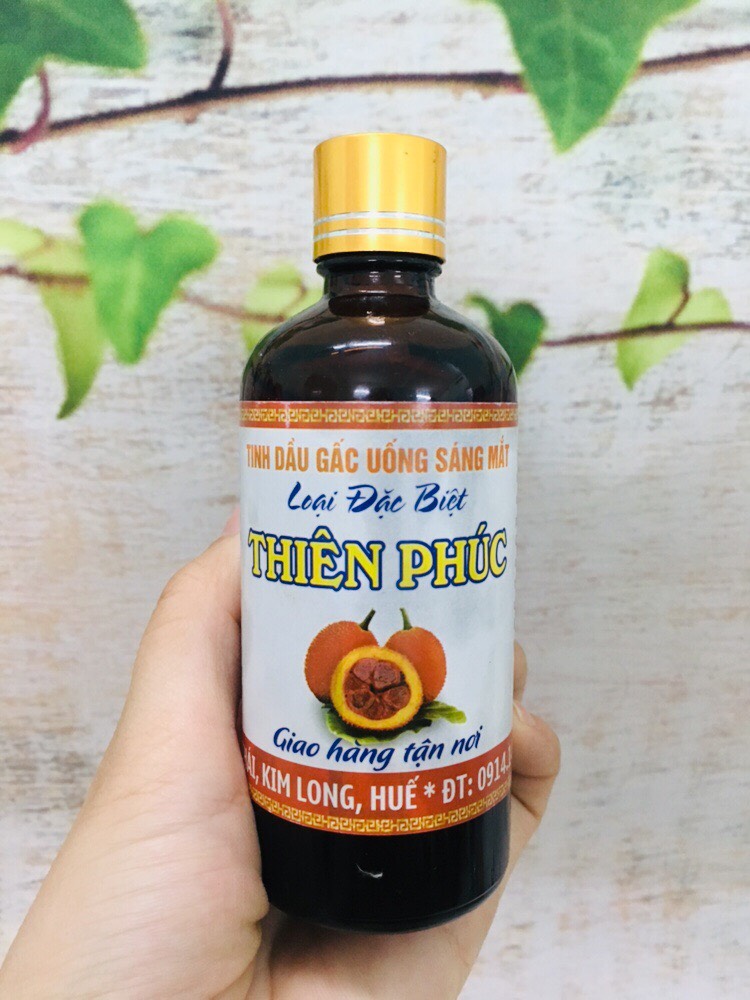 TINH DẦU GẤC UỐNG SÁNG MẮT
Loại Đặc Biệt
THIÊN PHÚC
Giao hàng tận nơi
KIM LONG, HUẾ * ĐT: 0914.